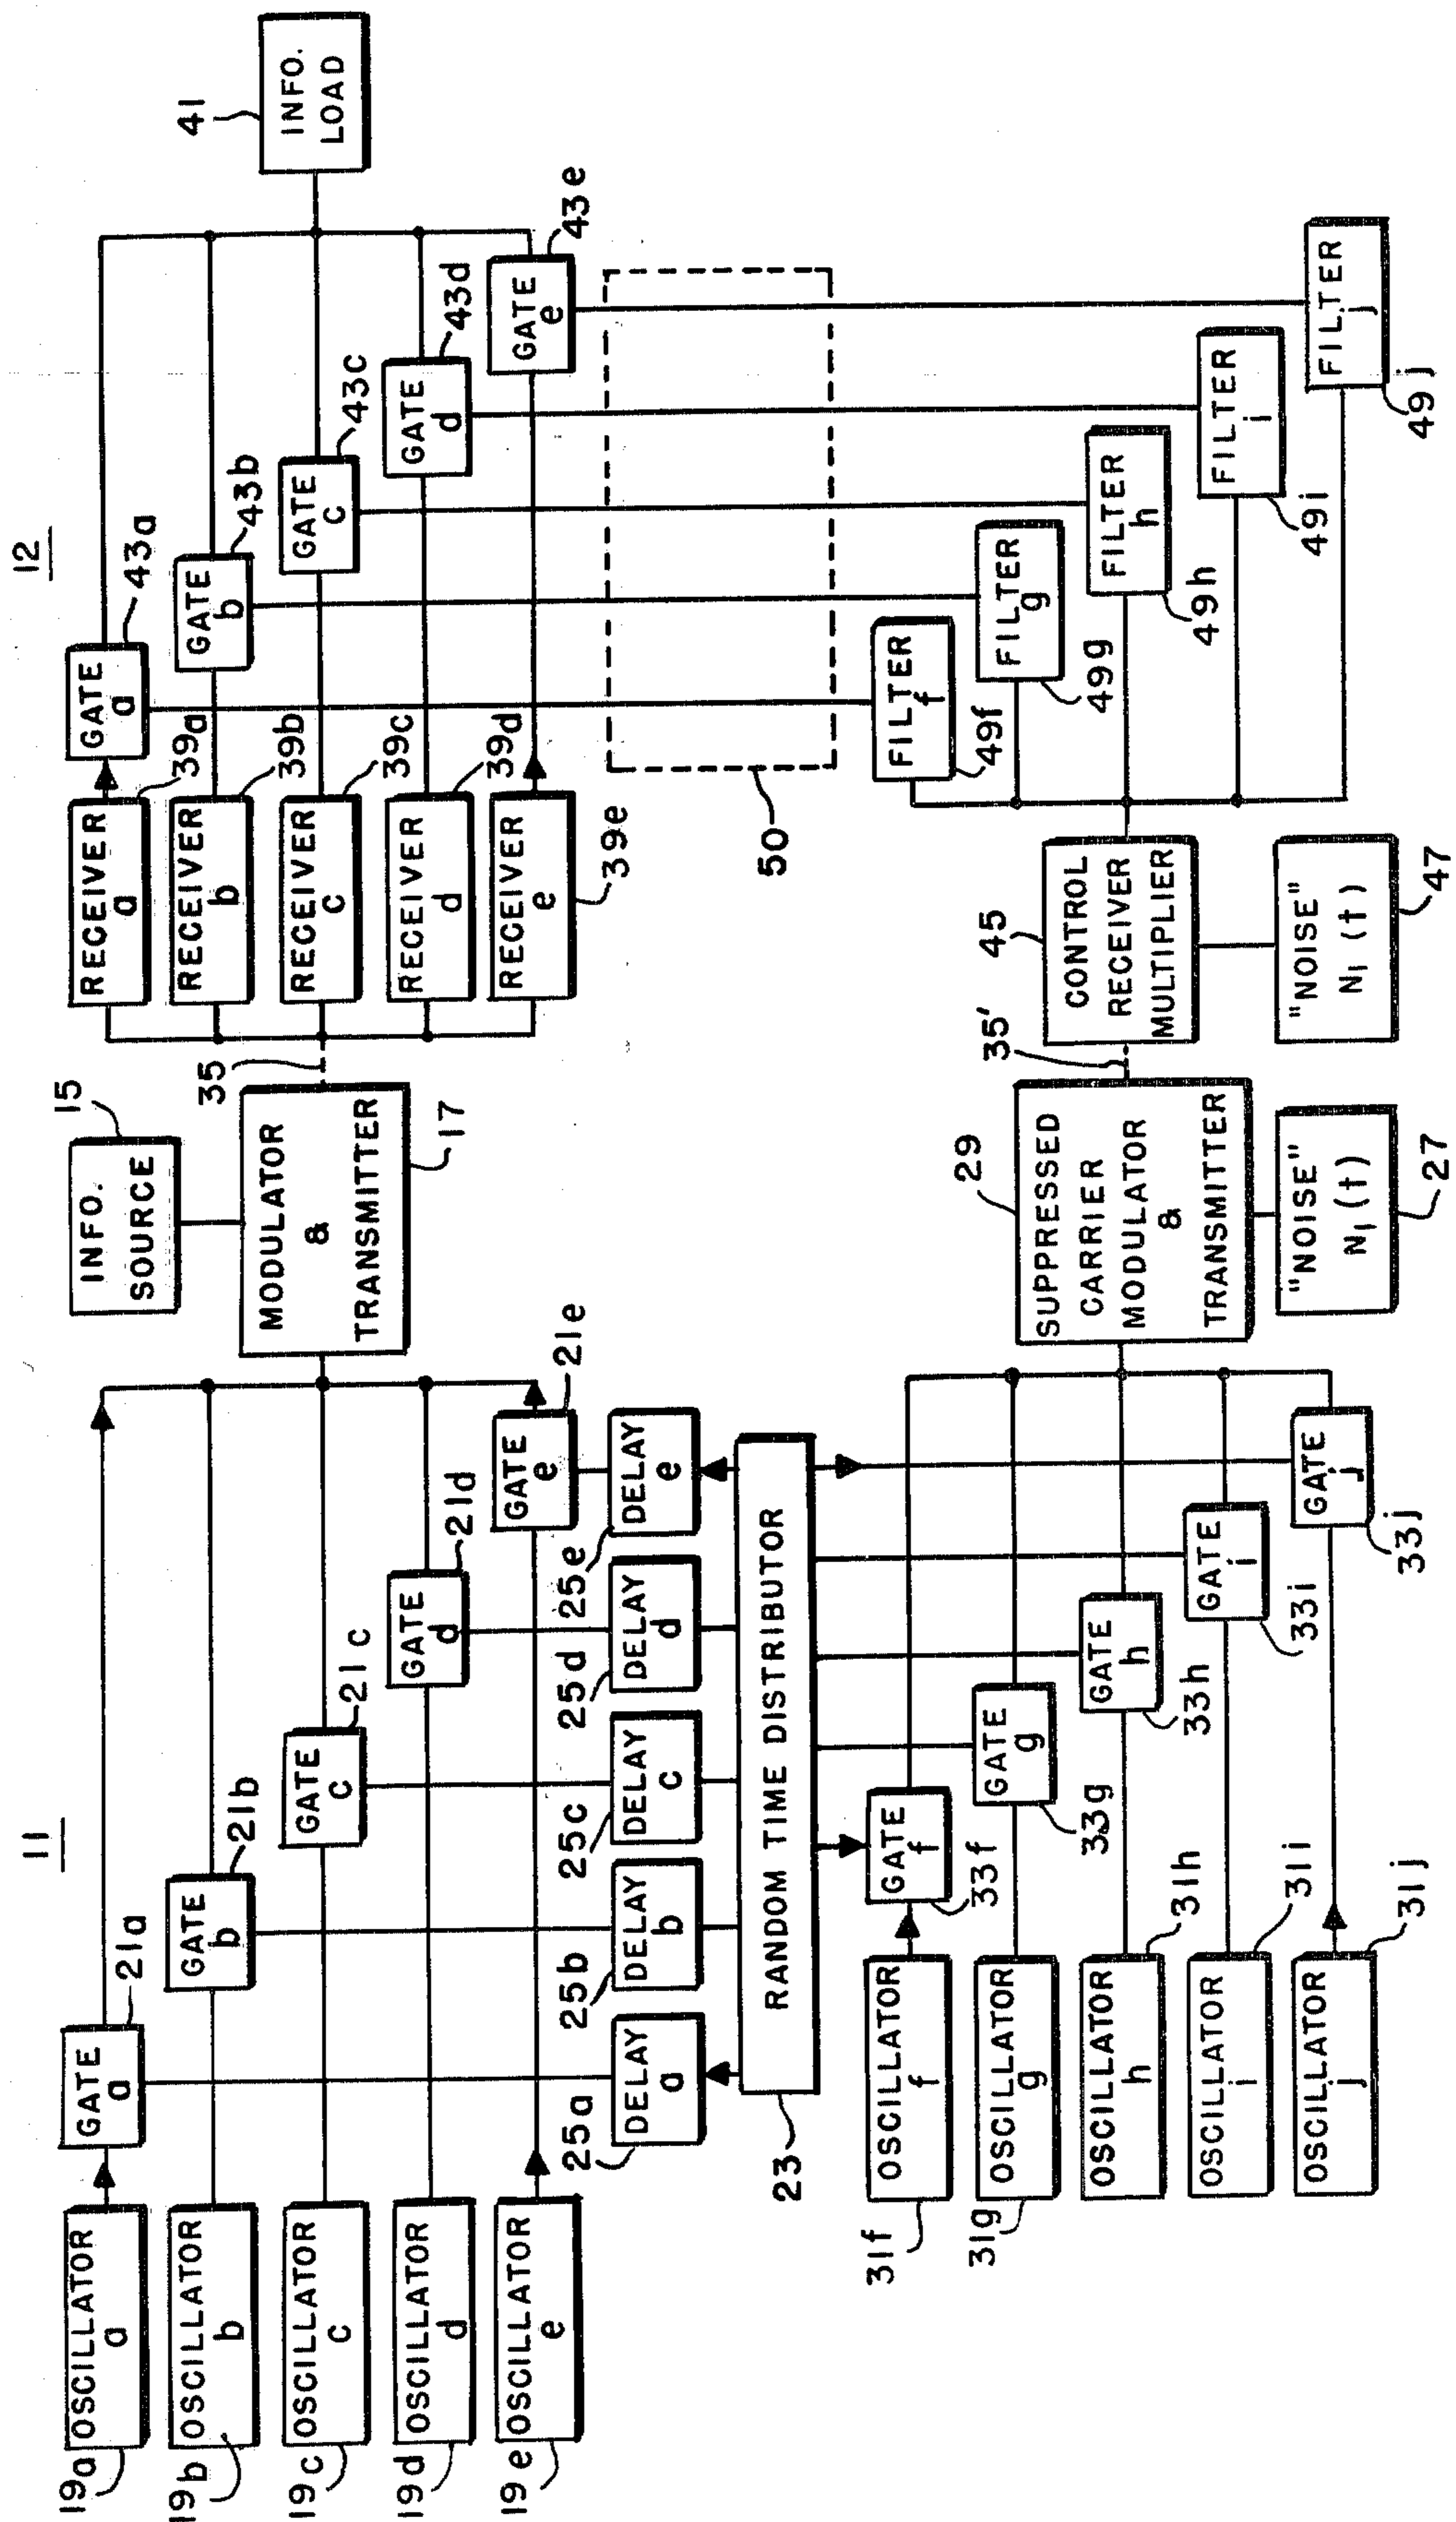 11
12
19a
OSCILLATOR
a
19b
OSCILLATOR
b
19c
OSCILLATOR
c
19d
OSCILLATOR
d
19e
OSCILLATOR
e
GATE
a
21a
GATE
b
21b
GATE
c
21c
GATE
d
21d
GATE
e
21e
25a
DELAY
a
25b
DELAY
b
25c
DELAY
c
25d
DELAY
d
25e
DELAY
e
RANDOM TIME DISTRIBUTOR
23
31f
OSCILLATOR
f
31g
OSCILLATOR
g
OSCILLATOR
h
31h
OSCILLATOR
i
31i
OSCILLATOR
j
31j
GATE
f
33f
GATE
g
33g
GATE
h
33h
GATE
i
33i
GATE
j
33j
INFO.
SOURCE
15
MODULATOR
&
TRANSMITTER
17
35
29
SUPPRESSED
CARRIER
MODULATOR
&
TRANSMITTER
"NOISE"
N₁(t)
27
35'
RECEIVER
a
39a
RECEIVER
b
39b
RECEIVER
c
39c
RECEIVER
d
39d
RECEIVER
e
39e
GATE
a
43a
GATE
b
43b
GATE
c
43c
GATE
d
43d
GATE
e
43e
41
INFO.
LOAD
50
45
CONTROL
RECEIVER
MULTIPLIER
"NOISE"
N₁(t)
47
FILTER
f
49f
FILTER
g
49g
FILTER
h
49h
FILTER
i
49i
FILTER
j
49j